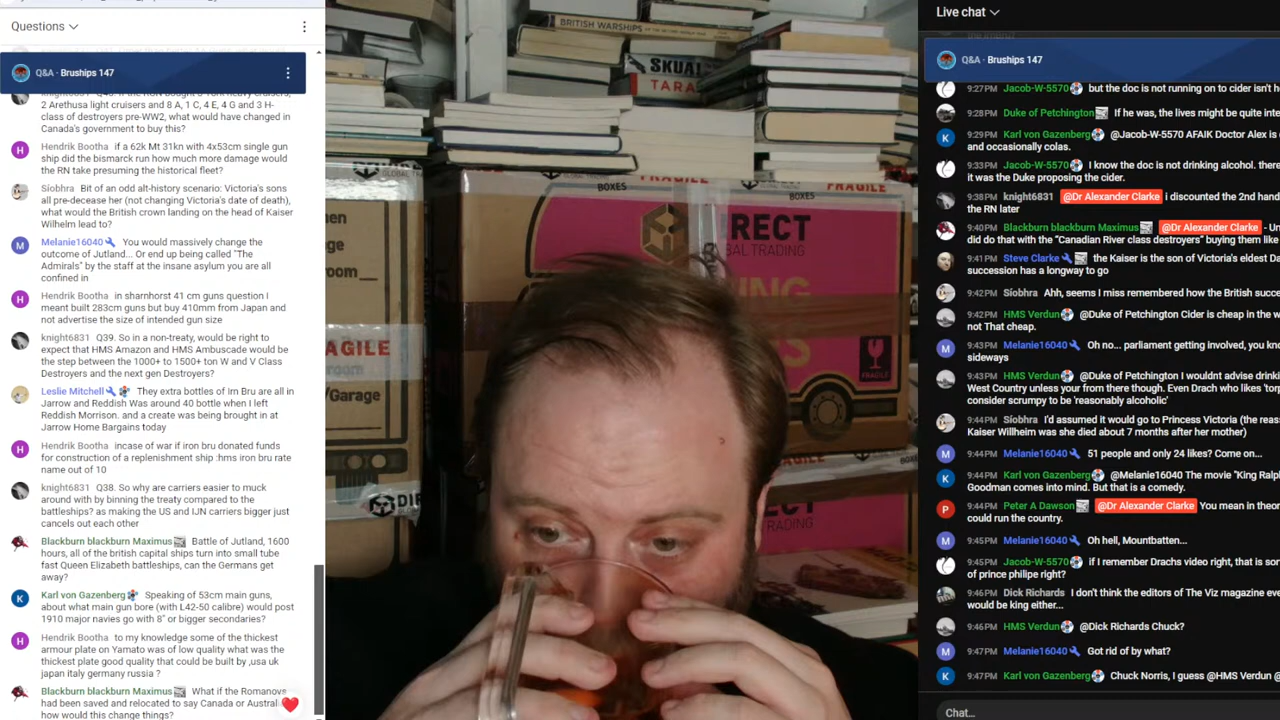 Questions
Q&A · Bruships 147
2 Arethusa light cruisers and 8 A, 1 C, 4 E, 4 G and 3 H-
class of destroyers pre-WW2, what would have changed in
Canada's government to buy this?
Hendrik Bootha if a 62k Mt 31kn with 4x53cm single gun
ship did the bismarck run how much more damage would
the RN take presuming the historical fleet?
Síobhra Bit of an odd alt-history scenario: Victoria's sons
all pre-decease her (not changing Victoria's date of death),
what would the British crown landing on the head of Kaiser
Wilhelm lead to?
Melanie16040 You would massively change the
outcome of Jutland... Or end up being called "The
Admirals" by the staff at the insane asylum you are all
confined in
Hendrik Bootha in sharnhorst 41 cm guns question I
meant built 283cm guns but buy 410mm from Japan and
not advertise the size of intended gun size
knight6831 Q39. So in a non-treaty, would be right to
expect that HMS Amazon and HMS Ambuscade would be
the step between the 1000+ to 1500+ ton W and V Class
Destroyers and the next gen Destroyers?
Leslie Mitchell They extra bottles of Irn Bru are all in
Jarrow and Reddish Was around 40 bottle when I left
Reddish Morrison. and a create was being brought in at
Jarrow Home Bargains today
Hendrik Bootha incase of war if iron bru donated funds
for construction of a replenishment ship :hms iron bru rate
name out of 10
knight6831 Q38. So why are carriers easier to muck
around with by binning the treaty compared to the
battleships? as making the US and IJN carriers bigger just
cancels out each other
Blackburn blackburn Maximus Battle of Jutland, 1600
hours, all of the british capital ships turn into small tube
fast Queen Elizabeth battleships, can the Germans get
away?
Karl von Gazenberg Speaking of 53cm main guns,
about what main gun bore (with L42-50 calibre) would post
1910 major navies go with 8" or bigger secondaries?
Hendrik Bootha to my knowledge some of the thickest
armour plate on Yamato was of low quality what was the
thickest plate good quality that could be built by ,usa uk
japan italy germany russia ?
Blackburn blackburn Maximus What if the Romanovs
had been saved and relocated to say Canada or Austral
how would this change things?
BRITISH WARSHIPS
SKUA!
TARA
FRAGILE
BOXES
BOXES
FRAGILE
DIRECT
GLOBAL TRADING
AGILE
/Garage
FRAGILE
TRADING
Live chat
Q&A · Bruships 147
9:27PM Jacob-W-5570 but the doc is not running on to cider isn't h
9:28PM Duke of Petchington If he was, the lives might be quite inte
9:29PM Karl von Gazenberg @Jacob-W-5570 AFAIK Doctor Alex is
and occasionally colas.
9:33PM Jacob-W-5570 I know the doc is not drinking alcohol. there
it was the Duke proposing the cider.
9:38PM knight6831 @Dr Alexander Clarke i discounted the 2nd hand
the RN later
9:40PM Blackburn blackburn Maximus @Dr Alexander Clarke - Un
did do that with the "Canadian River class destroyers" buying them like
9:41PM Steve Clarke the Kaiser is the son of Victoria's eldest Da
succession has a longway to go
9:42PM Síobhra Ahh, seems I miss remembered how the British succe
9:42PM HMS Verdun @Duke of Petchington Cider is cheap in the w
not That cheap.
9:43PM Melanie16040 Oh no... parliament getting involved, you kno
sideways
9:43PM HMS Verdun @Duke of Petchington I wouldnt advise drink
West Country unless your from there though. Even Drach who likes 'ton
consider scrumpy to be 'reasonably alcoholic'
9:44PM Síobhra I'd assumed it would go to Princess Victoria (the reas
Kaiser Willheim was she died about 7 months after her mother)
9:44PM Melanie16040 51 people and only 24 likes? Come on...
9:44PM Karl von Gazenberg @Melanie16040 The movie "King Ralph
Goodman comes into mind. But that is a comedy.
9:44PM Peter A Dawson @Dr Alexander Clarke You mean in theor
could run the country.
9:45PM Melanie16040 Oh hell, Mountbatten...
9:45PM Jacob-W-5570 if I remember Drachs video right, that is sor
of prince philipe right?
9:46PM Dick Richards I don't think the editors of The Viz magazine eve
would be king either...
9:46PM HMS Verdun @Dick Richards Chuck?
9:47PM Melanie16040 Got rid of by what?
9:47PM Karl von Gazenberg Chuck Norris, I guess @HMS Verdun @
Chat...